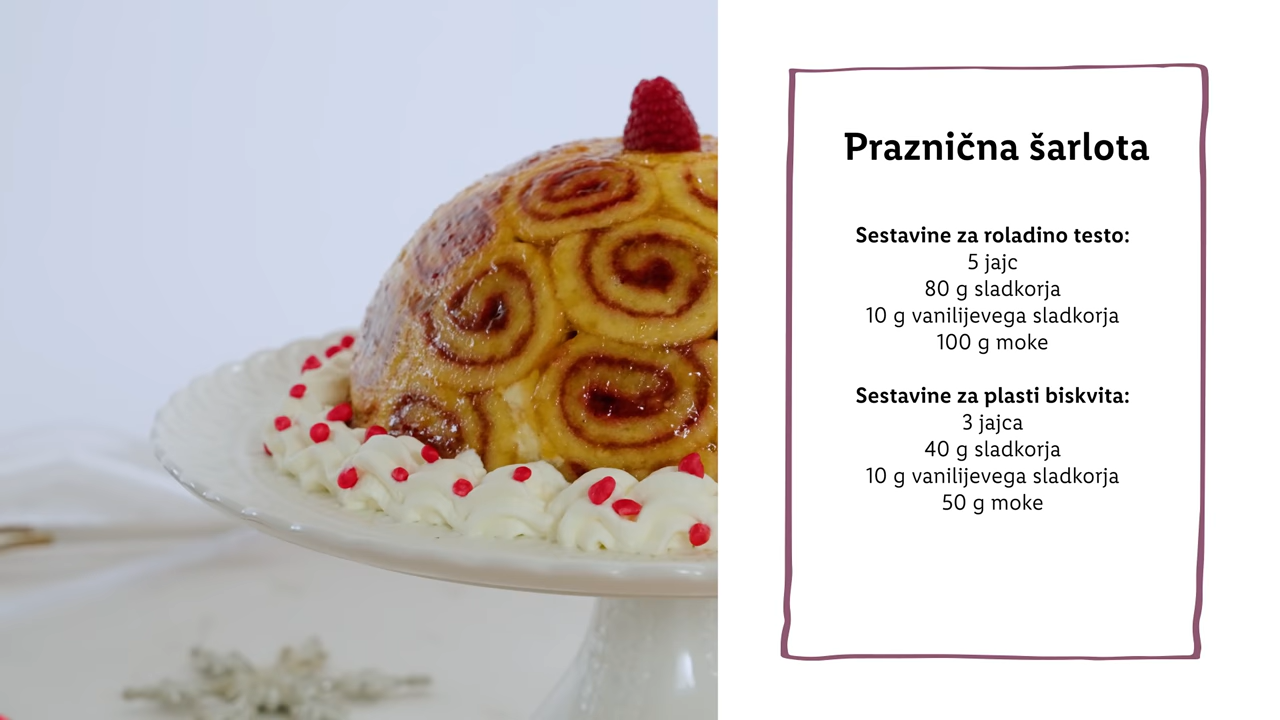 Praznična šarlota
Sestavine za roladino testo:
5 jajc
80 g sladkorja
10 g vanilijevega sladkorja
100 g moke
Sestavine za plasti biskvita:
3 jajca
40 g sladkorja
10 g vanilijevega sladkorja
50 g moke